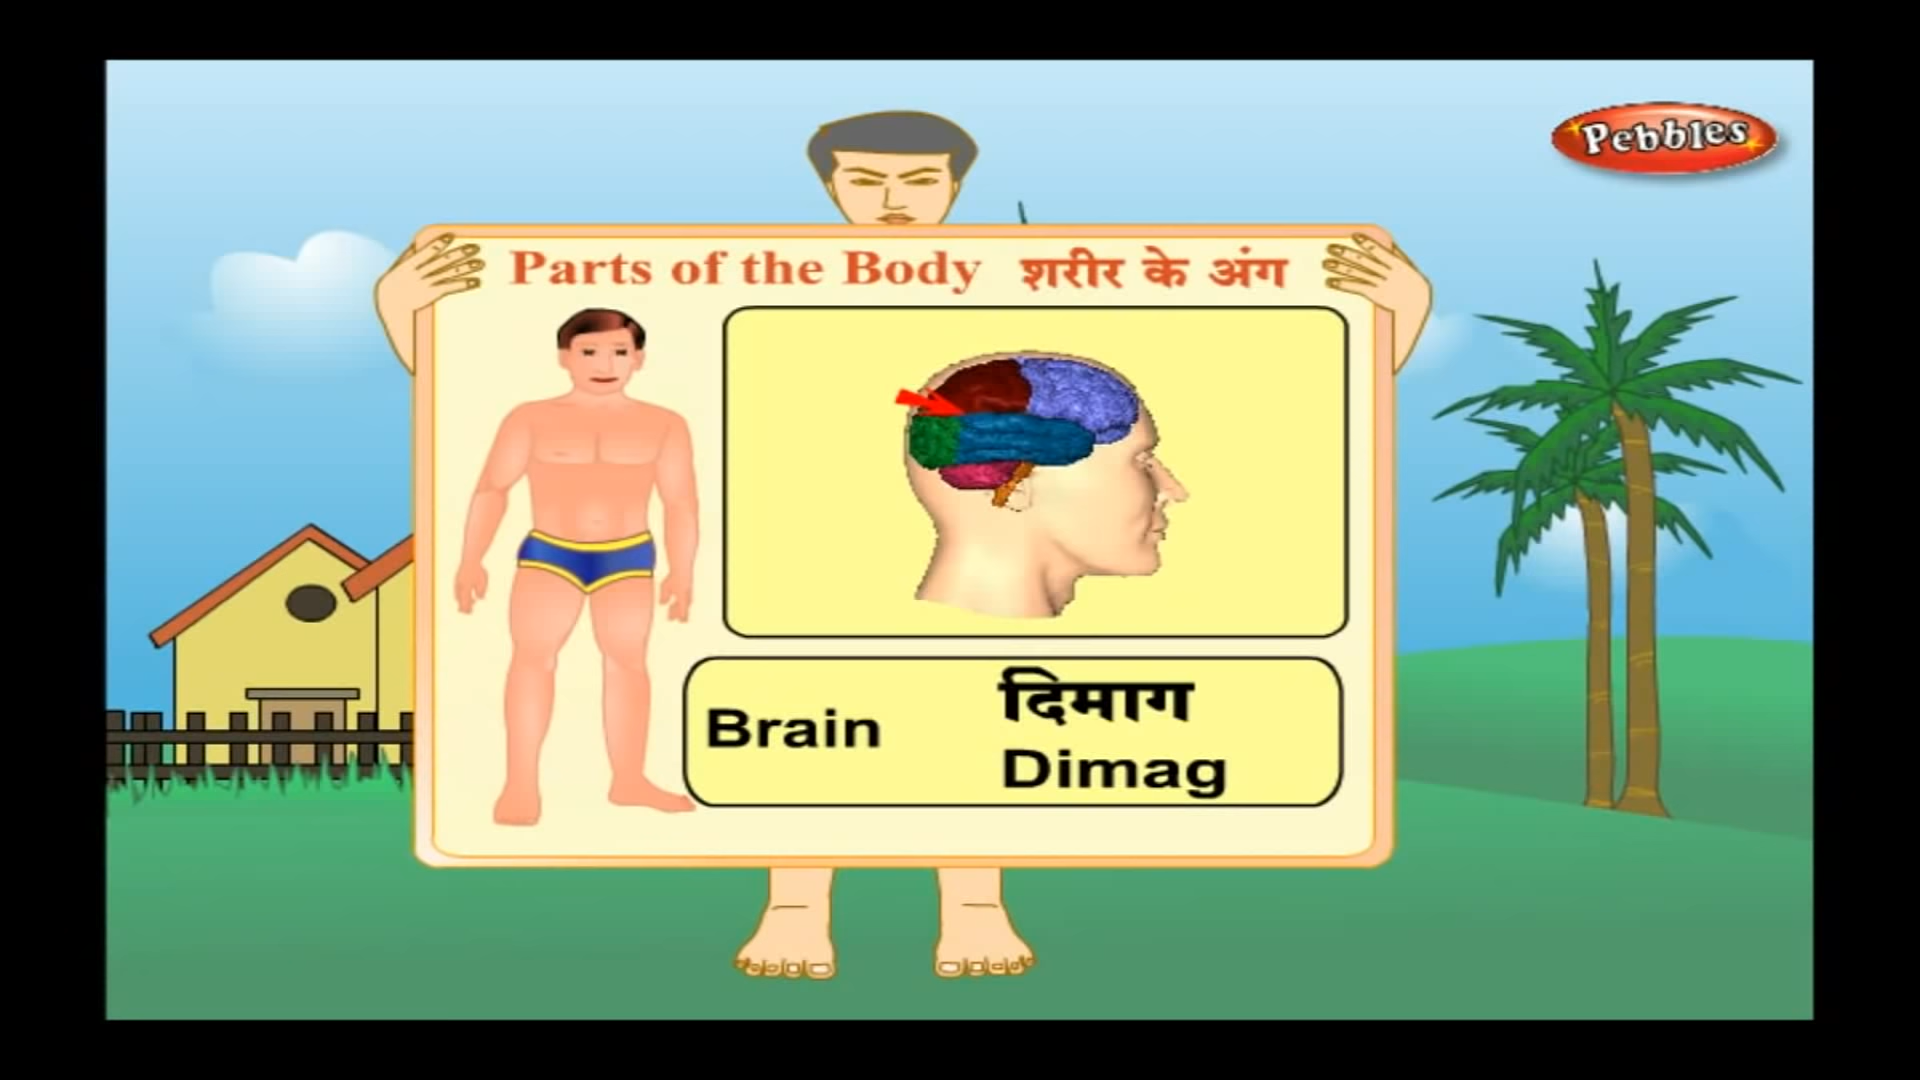 Pebbles
Parts of the Body शरीर के अंग
Brain
दिमाग
Dimag